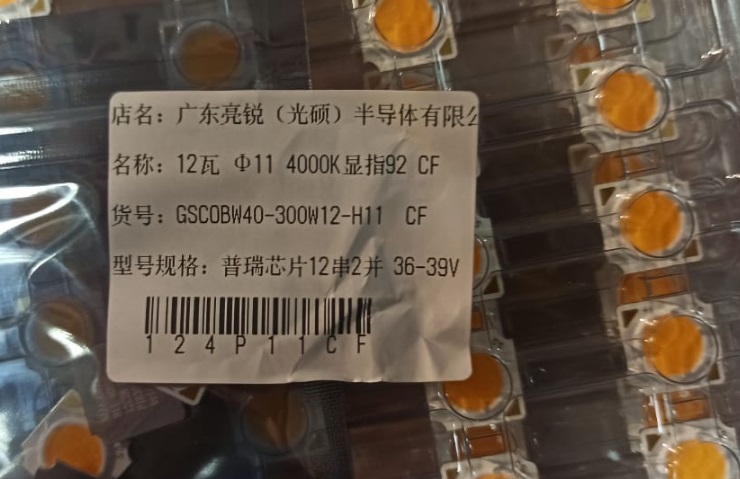 店名：广东亮锐（光硕）半导体有限
名称：12瓦 Φ11 4000K显指92 CF
货号：GSCOBW40-300W12-H11 CF
型号规格：普瑞芯片12串2并 36-39V
124P11CF